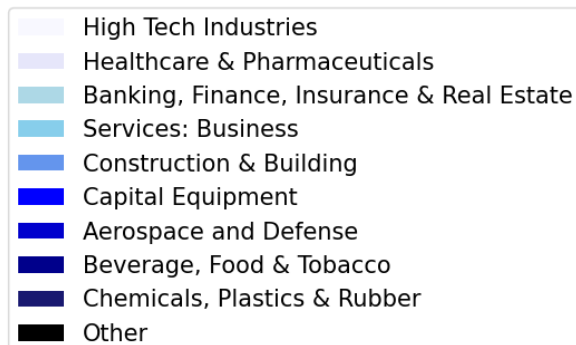 High Tech Industries
Healthcare & Pharmaceuticals
Banking, Finance, Insurance & Real Estate
Services: Business
Construction & Building
Capital Equipment
Aerospace and Defense
Beverage, Food & Tobacco
Chemicals, Plastics & Rubber
Other